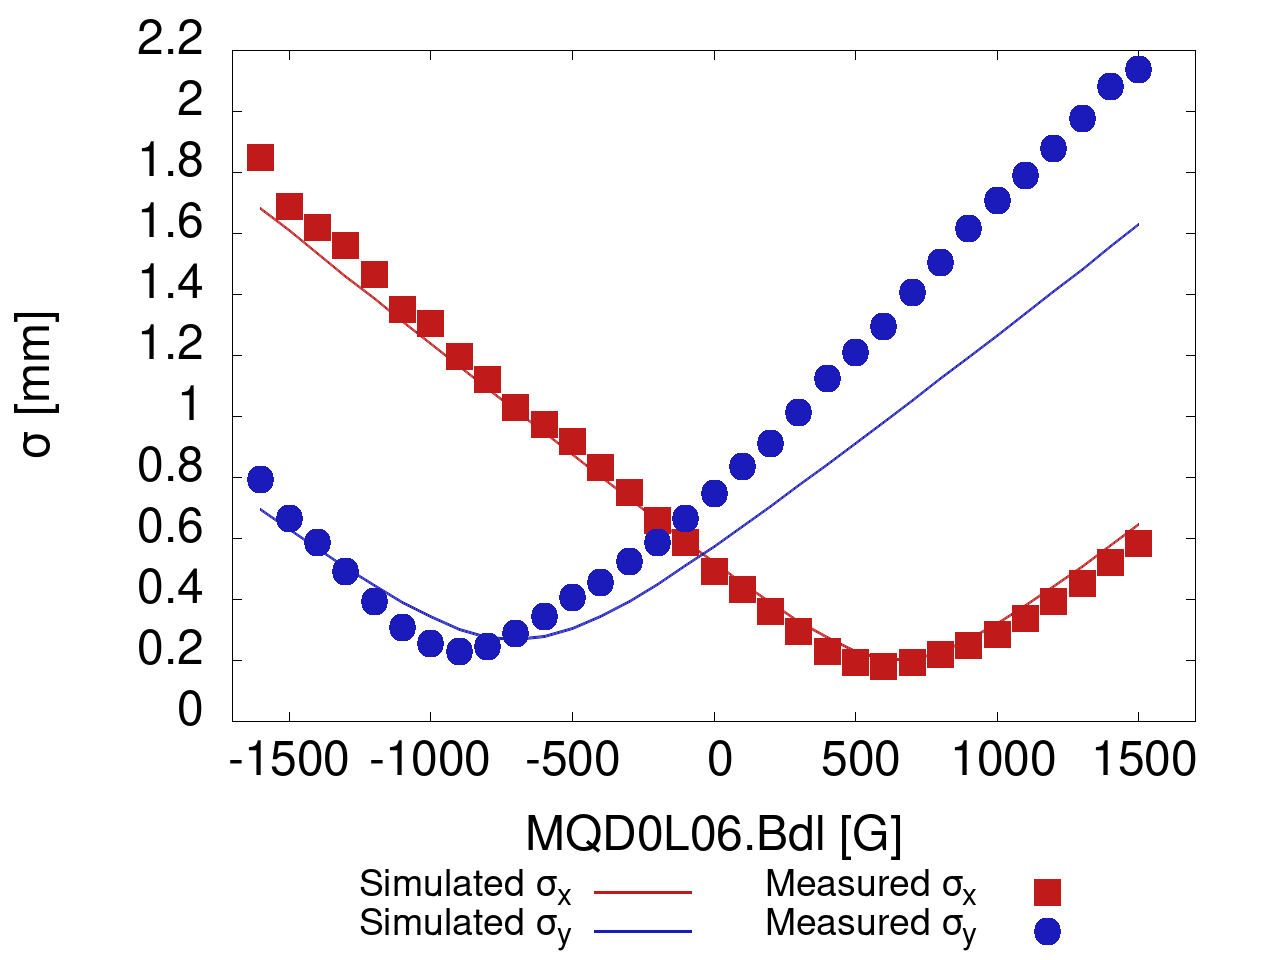 2.2
2
1.8
1.6
1.4
1.2
1
0.8
0.6
0.4
0.2
0
σ [mm]
-1500 -1000 -500 0 500 1000 1500
MQD0L06.Bdl [G]
Simulated σx Measured σx
Simulated σy Measured σy